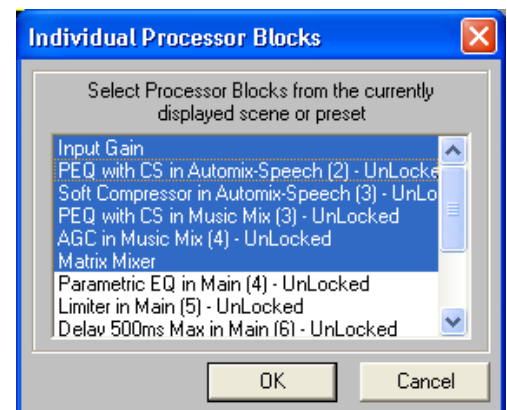 Individual Processor Blocks
Select Processor Blocks from the currently
displayed scene or preset
Input Gain
PEQ with CS in Automix-Speech (2) - UnLocke
Soft Compressor in Automix-Speech (3) - UnLo
PEQ with CS in Music Mix (3) - UnLocked
AGC in Music Mix (4) - UnLocked
Matrix Mixer
Parametric EQ in Main (4) - UnLocked
Limiter in Main (5) - UnLocked
Delay 500ms Max in Main (6) - UnLocked
OK
Cancel